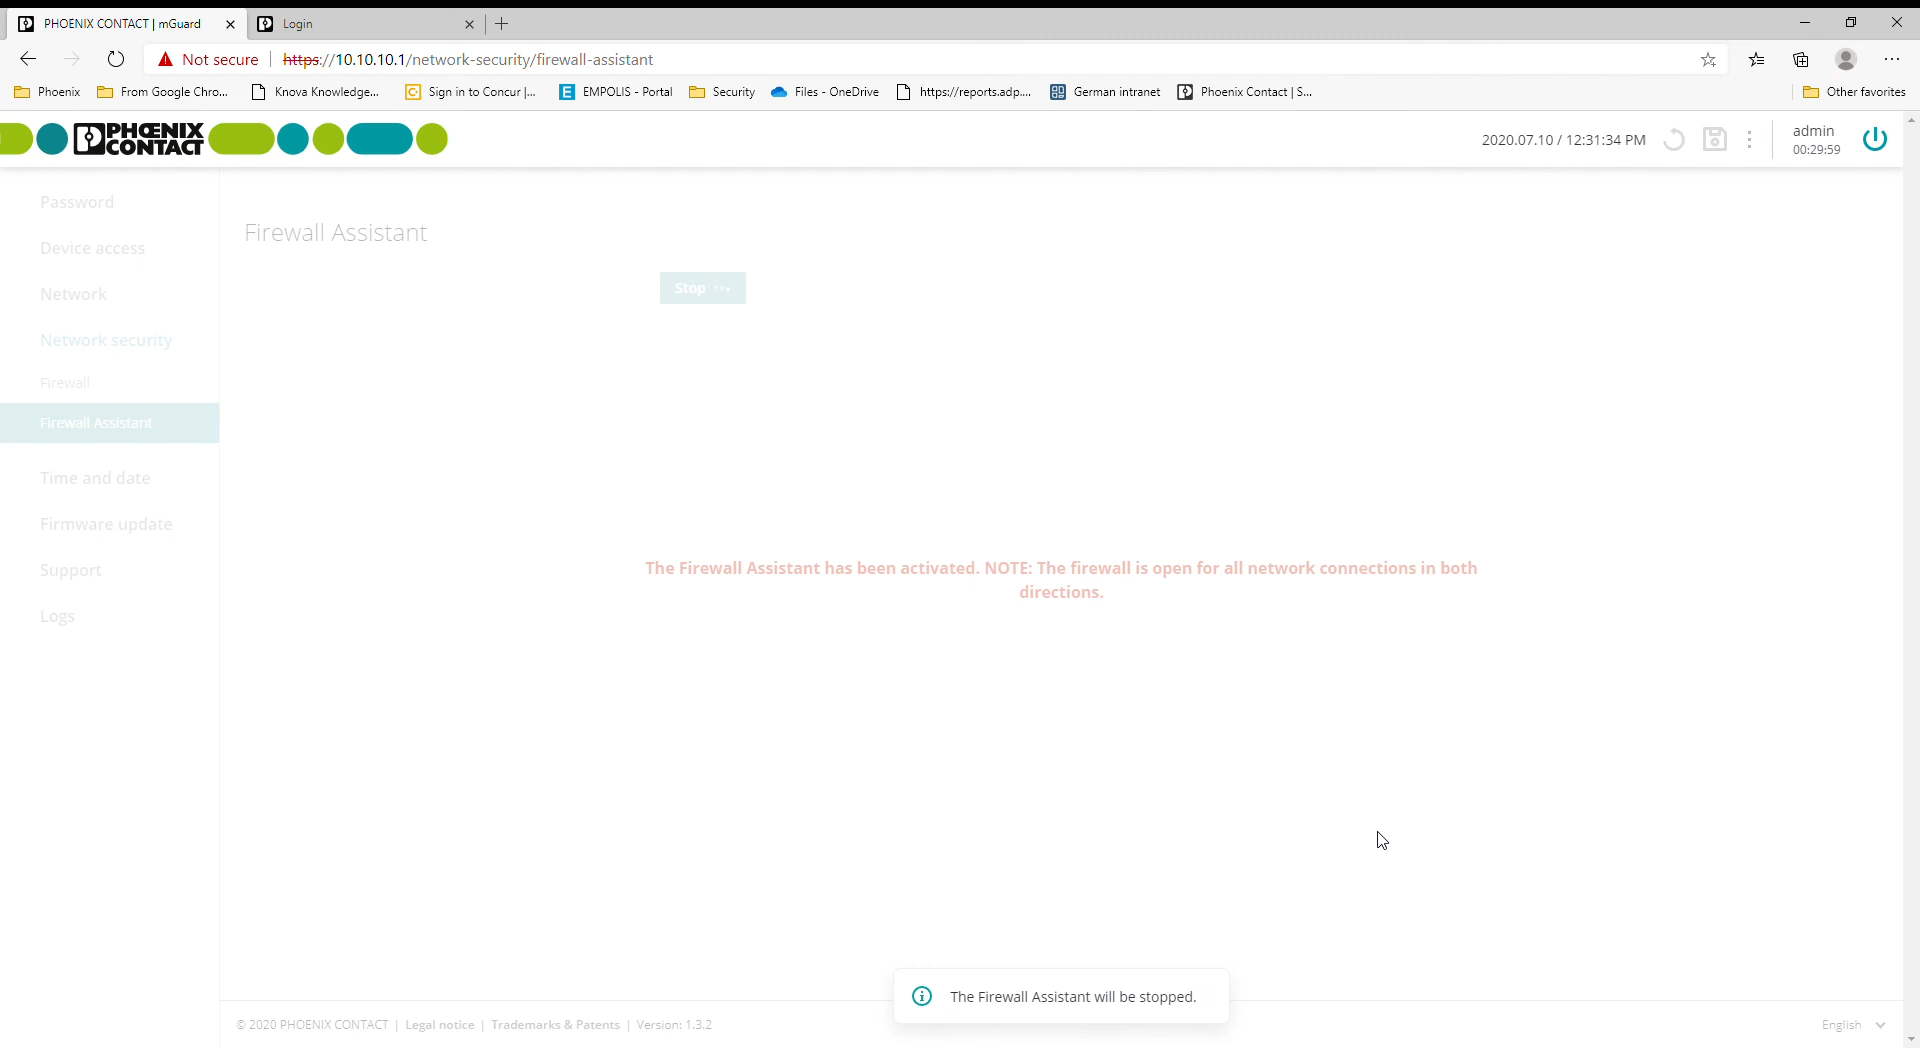 PHOENIX CONTACT | mGuard
Login
Not secure
https://10.10.10.1/network-security/firewall-assistant
Phoenix
From Google Chro...
Knova Knowledge...
Sign in to Concur |...
EMPOLIS - Portal
Security
Files - OneDrive
https://reports.adp....
German intranet
Phoenix Contact | S...
Other favorites
PHŒNIX
CONTACT
2020.07.10 / 12:31:34 PM
admin
00:29:59
Password
Device access
Network
Network security
Firewall
Firewall Assistant
Time and date
Firmware update
Support
Logs
Firewall Assistant
Stop
The Firewall Assistant has been activated. NOTE: The firewall is open for all network connections in both
directions.
The Firewall Assistant will be stopped.
© 2020 PHOENIX CONTACT | Legal notice | Trademarks & Patents | Version: 1.3.2
English